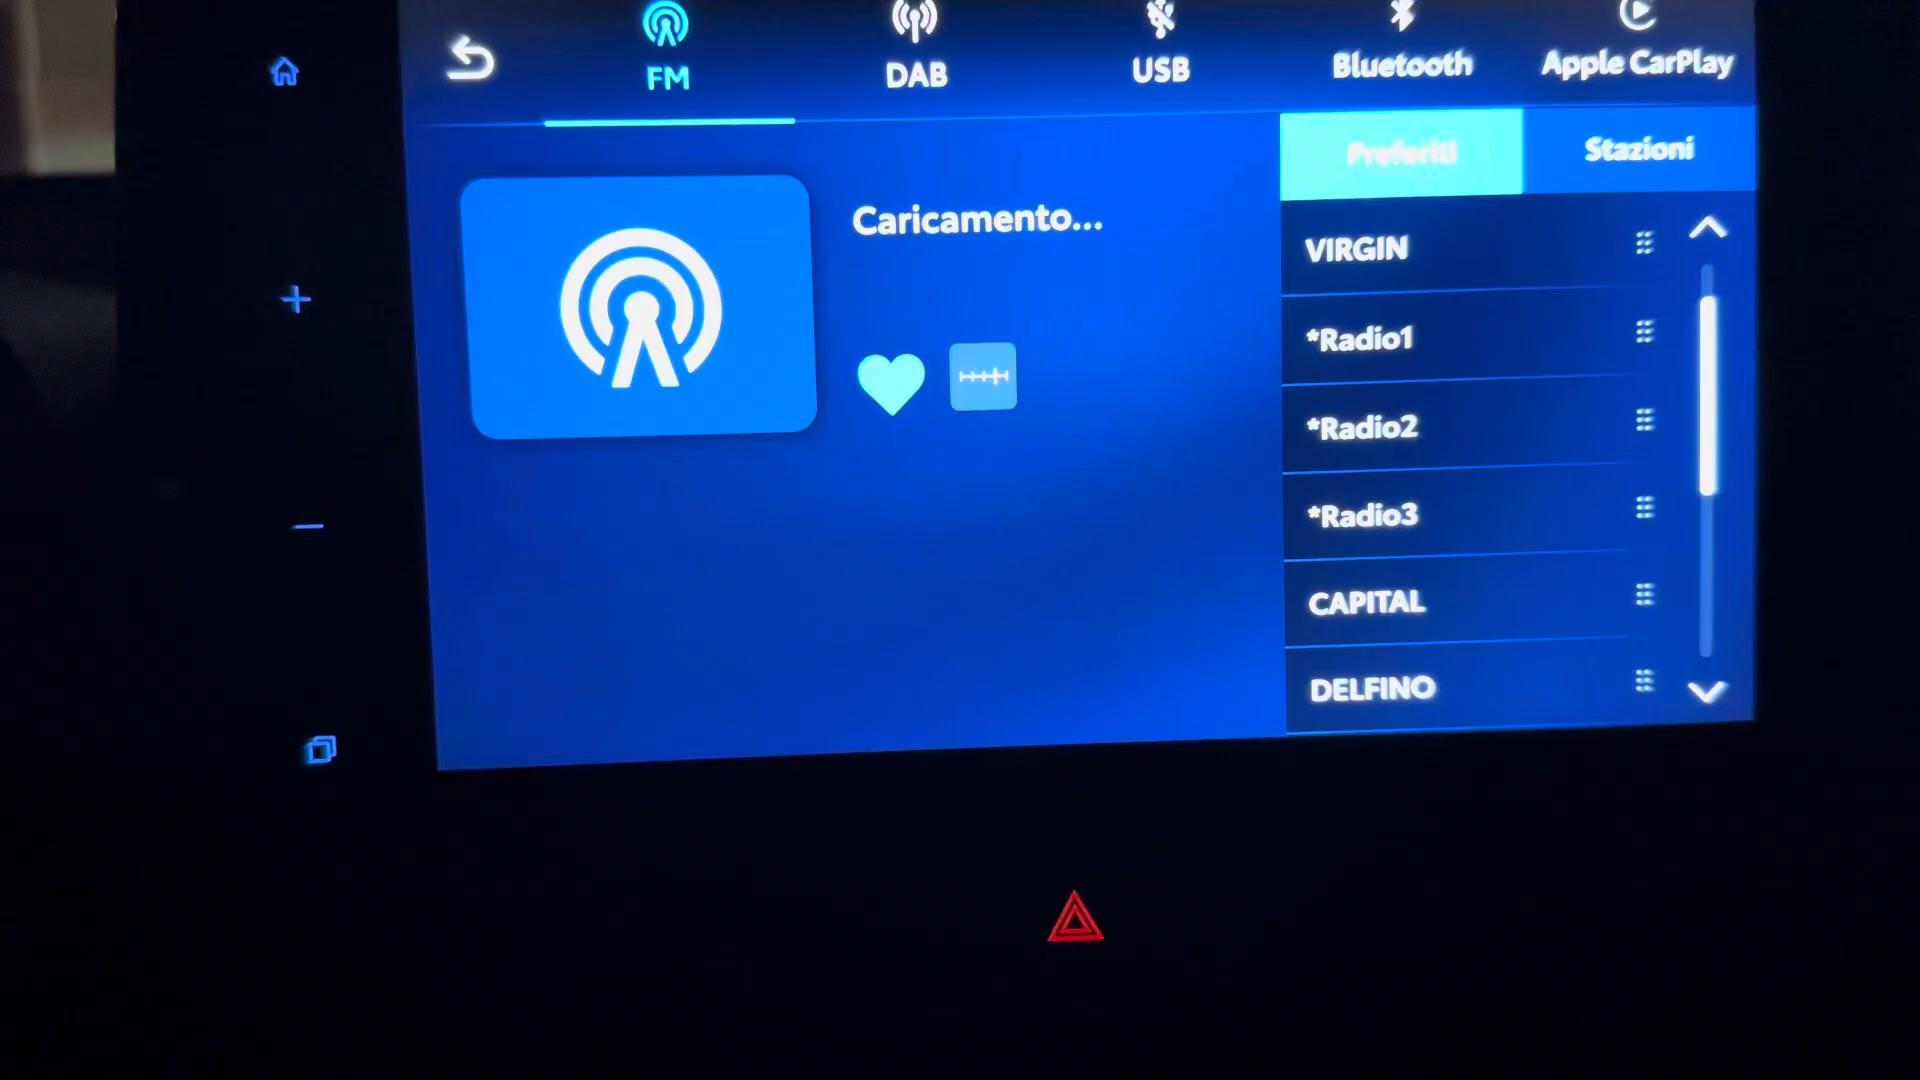 FM
DAB
USB
Bluetooth
Apple CarPlay
Preferiti
Stazioni
Caricamento...
VIRGIN
*Radio1
*Radio2
*Radio3
CAPITAL
DELFINO